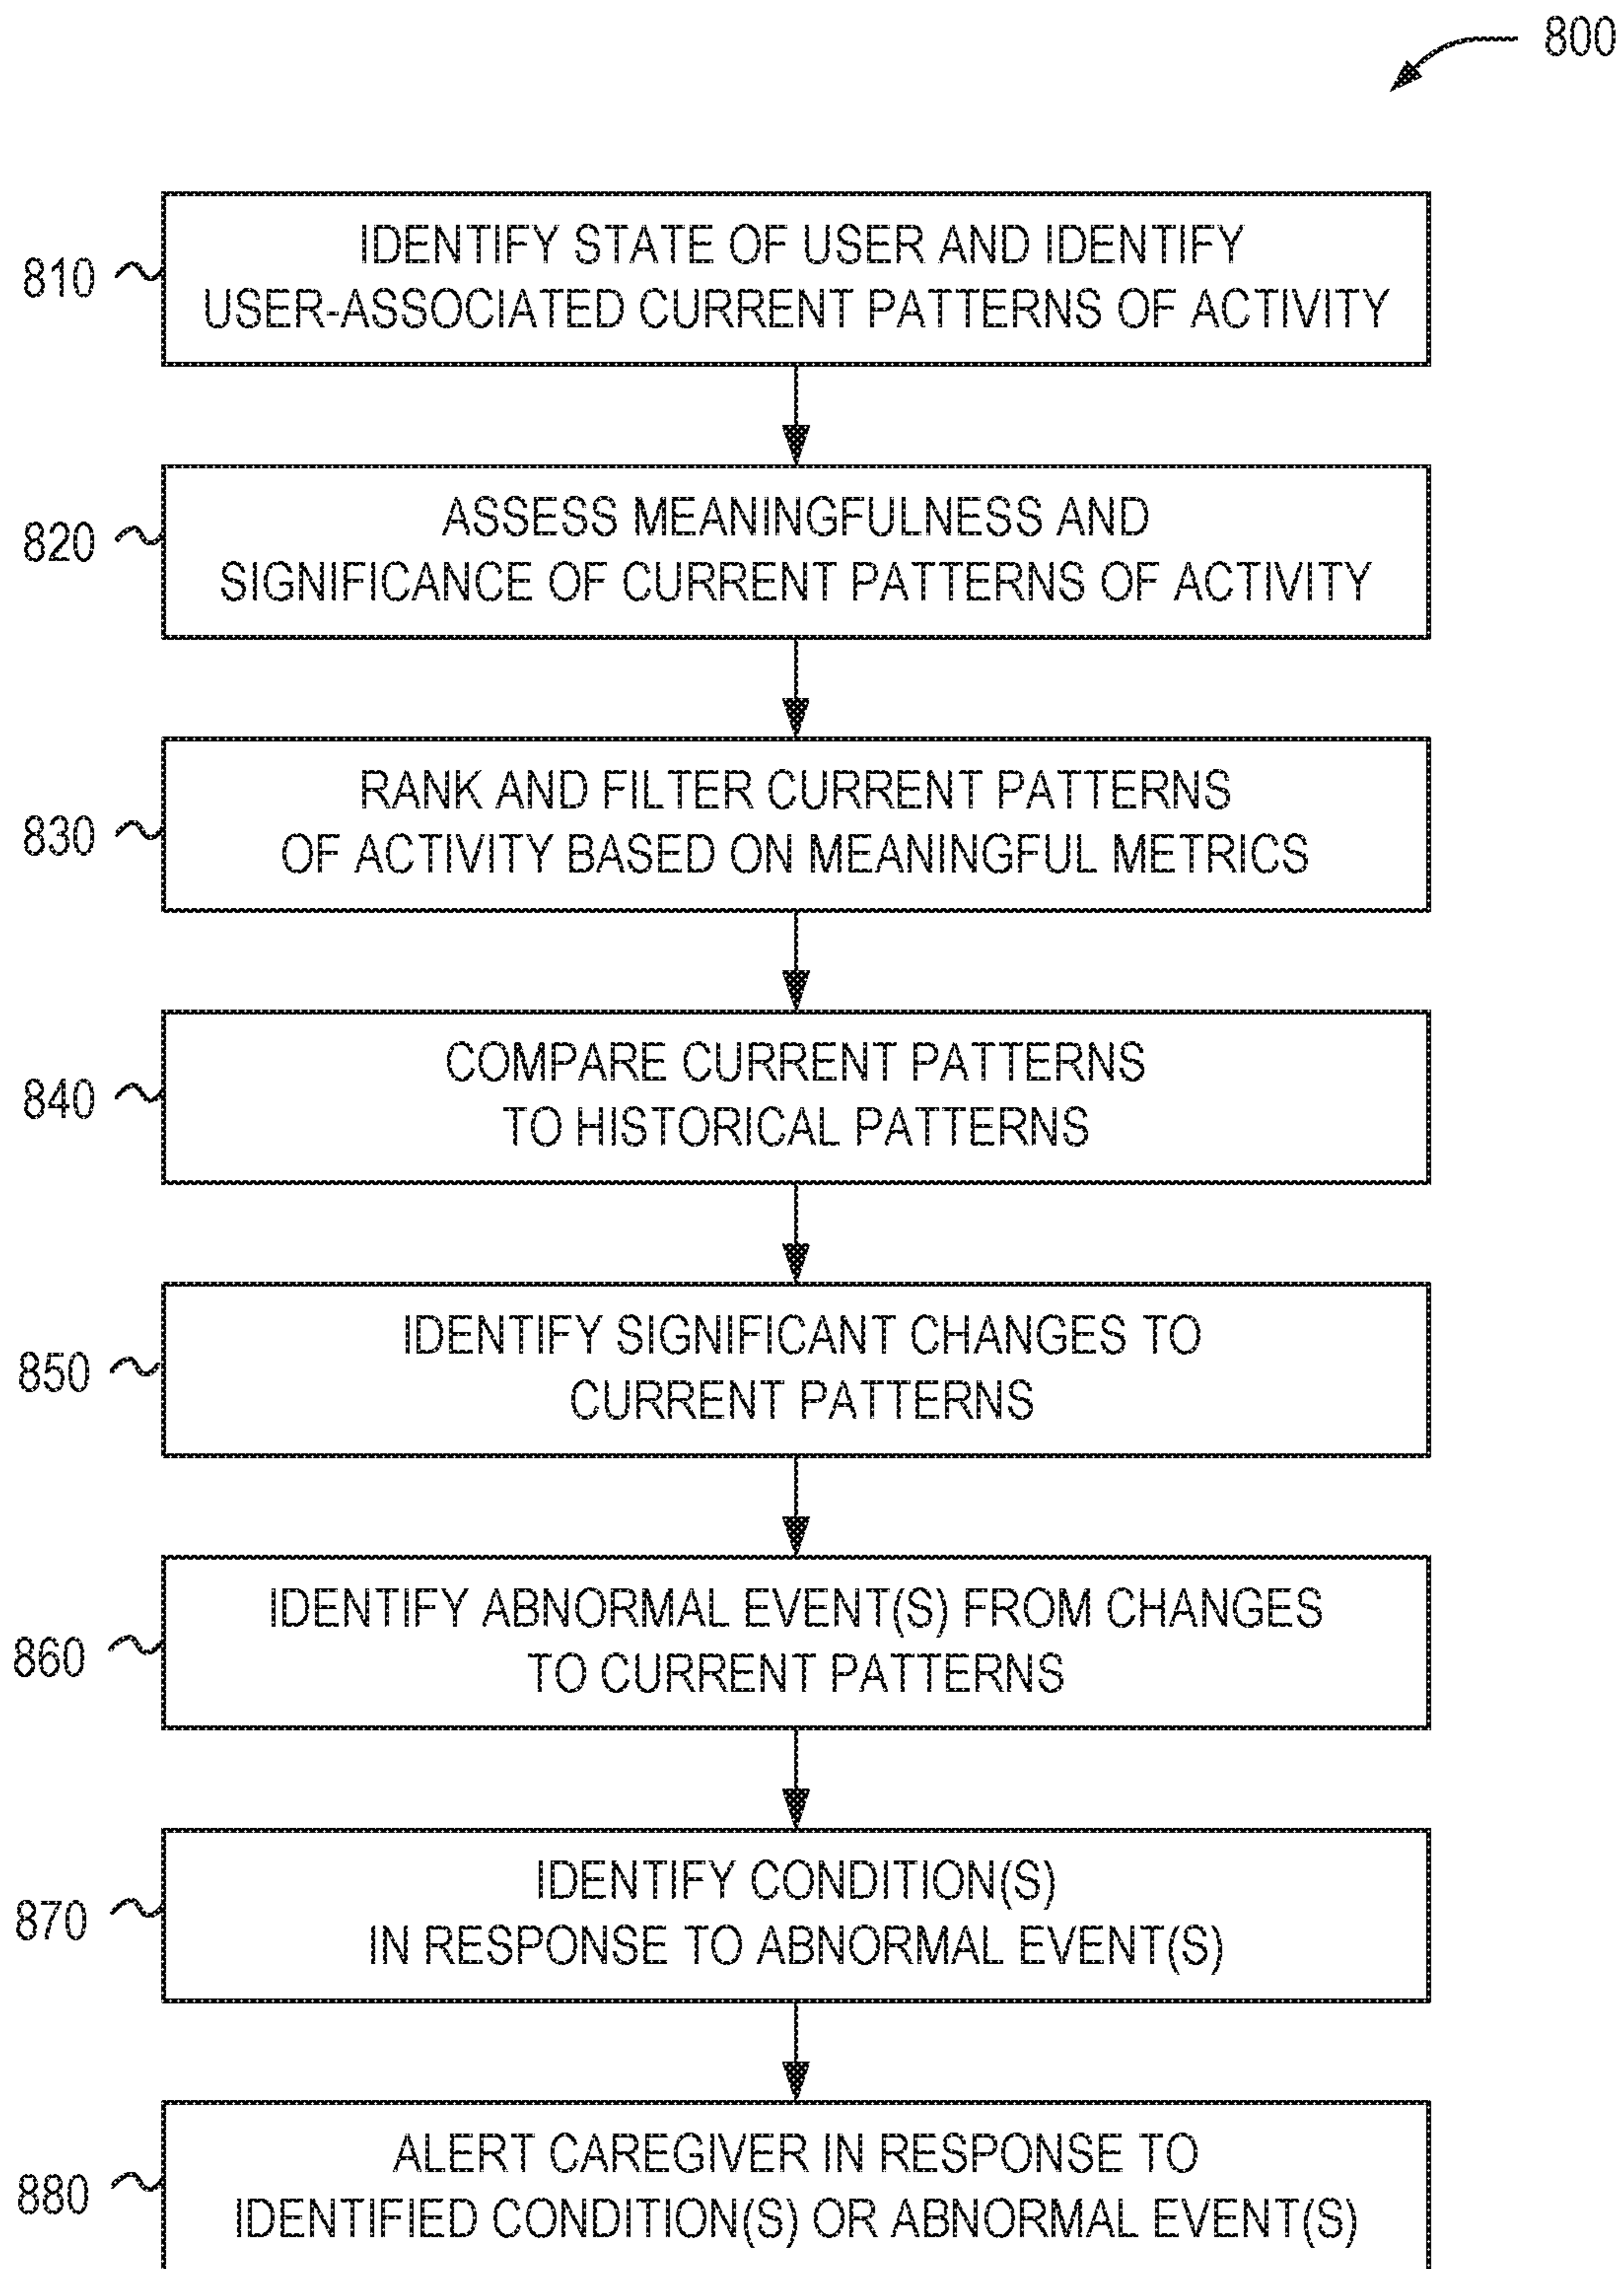 800
810
IDENTIFY STATE OF USER AND IDENTIFY
USER-ASSOCIATED CURRENT PATTERNS OF ACTIVITY
820
ASSESS MEANINGFULNESS AND
SIGNIFICANCE OF CURRENT PATTERNS OF ACTIVITY
830
RANK AND FILTER CURRENT PATTERNS
OF ACTIVITY BASED ON MEANINGFUL METRICS
840
COMPARE CURRENT PATTERNS
TO HISTORICAL PATTERNS
850
IDENTIFY SIGNIFICANT CHANGES TO
CURRENT PATTERNS
860
IDENTIFY ABNORMAL EVENT(S) FROM CHANGES
TO CURRENT PATTERNS
870
IDENTIFY CONDITION(S)
IN RESPONSE TO ABNORMAL EVENT(S)
880
ALERT CAREGIVER IN RESPONSE TO
IDENTIFIED CONDITION(S) OR ABNORMAL EVENT(S)